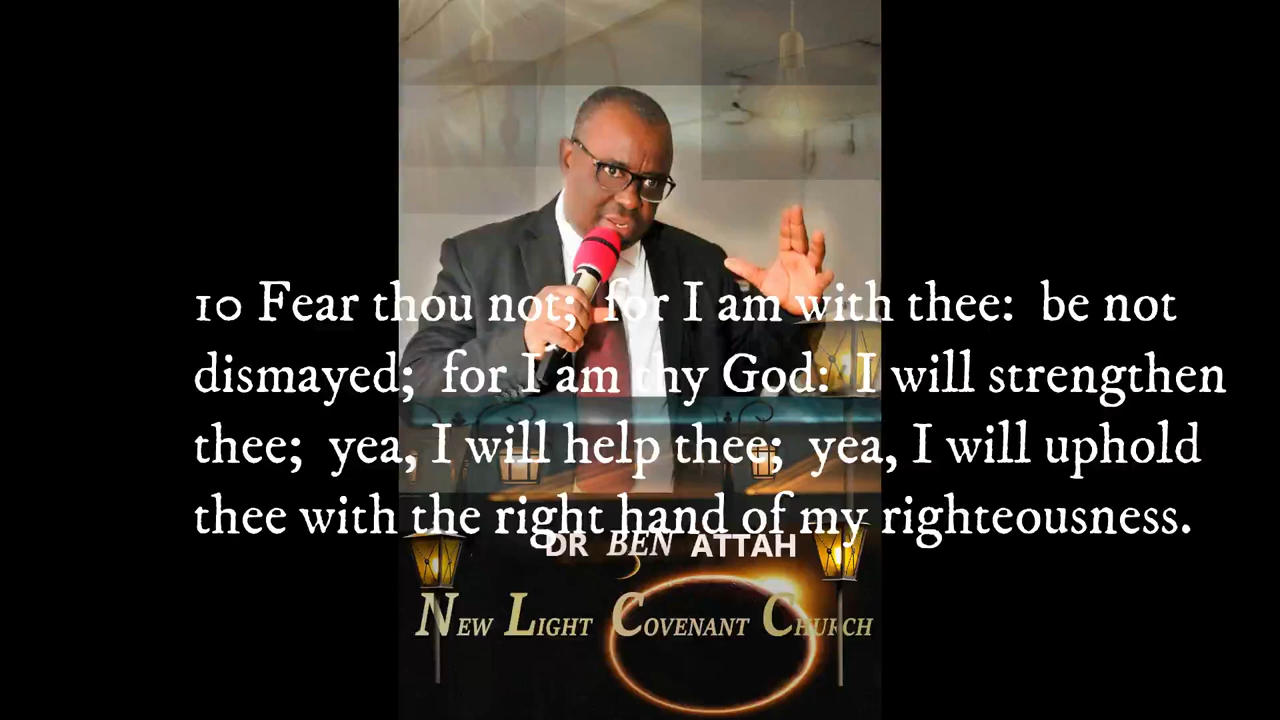 10 Fear thou not;  for I am with thee:  be not
dismayed;  for I am thy God:  I will strengthen
thee;  yea, I will help thee;  yea, I will uphold
thee with the right hand of my righteousness.
DR BEN ATTAH
NEW LIGHT COVENANT CHURCH